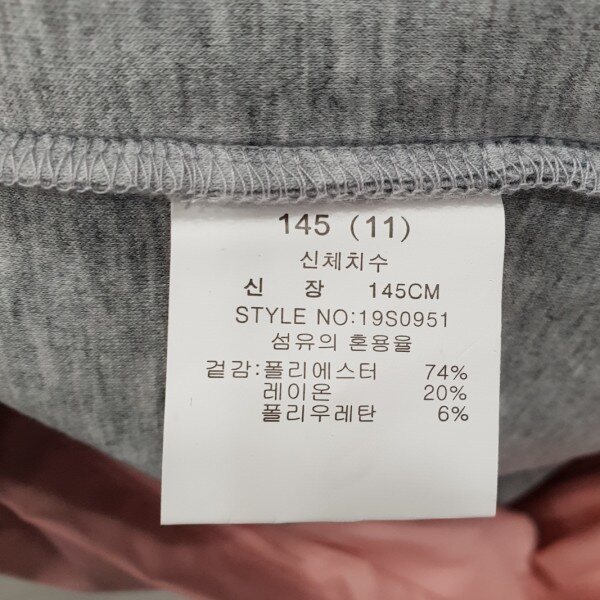 145 (11)
신체치수
신 장 145CM
STYLE NO:19S0951
섬유의 혼용율
겉감:폴리에스터 74%
레이온 20%
폴리우레탄 6%